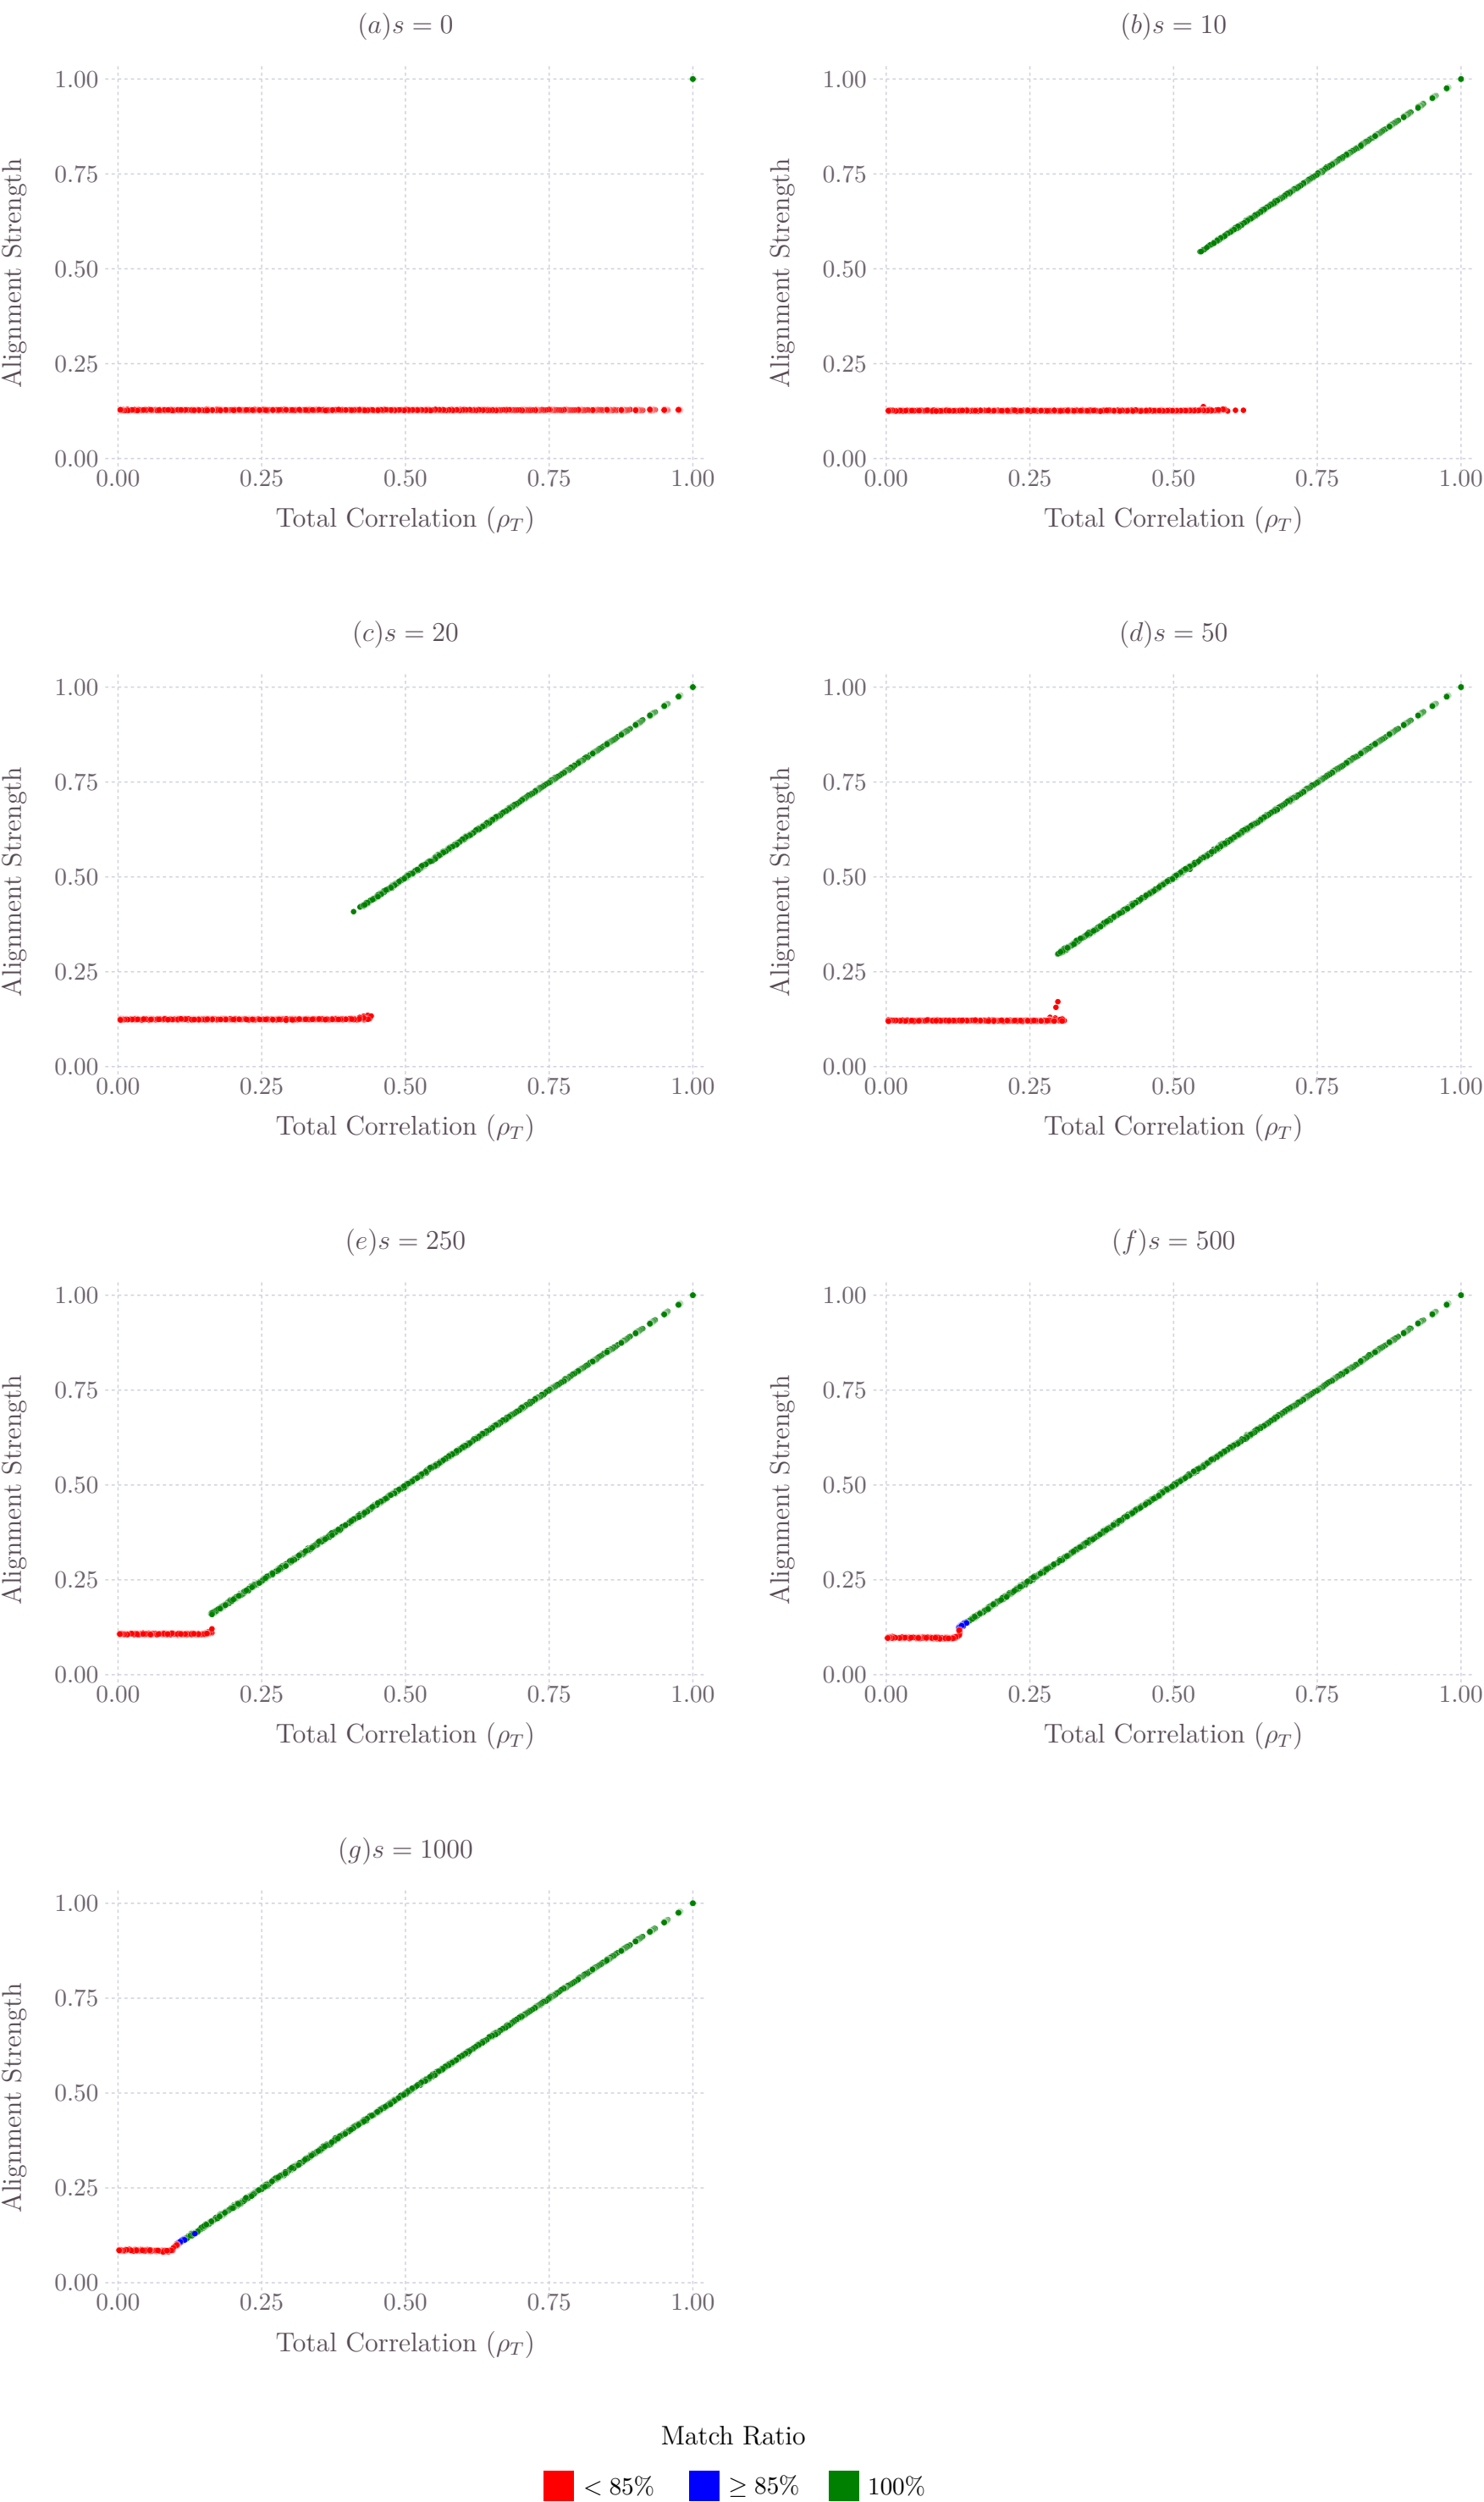 (a)s = 0
Alignment Strength
1.00
0.75
0.50
0.25
0.00
0.00 0.25 0.50 0.75 1.00
Total Correlation (ρT)
(b)s = 10
Alignment Strength
1.00
0.75
0.50
0.25
0.00
0.00 0.25 0.50 0.75 1.00
Total Correlation (ρT)
(c)s = 20
Alignment Strength
1.00
0.75
0.50
0.25
0.00
0.00 0.25 0.50 0.75 1.00
Total Correlation (ρT)
(d)s = 50
Alignment Strength
1.00
0.75
0.50
0.25
0.00
0.00 0.25 0.50 0.75 1.00
Total Correlation (ρT)
(e)s = 250
Alignment Strength
1.00
0.75
0.50
0.25
0.00
0.00 0.25 0.50 0.75 1.00
Total Correlation (ρT)
(f)s = 500
Alignment Strength
1.00
0.75
0.50
0.25
0.00
0.00 0.25 0.50 0.75 1.00
Total Correlation (ρT)
(g)s = 1000
Alignment Strength
1.00
0.75
0.50
0.25
0.00
0.00 0.25 0.50 0.75 1.00
Total Correlation (ρT)
Match Ratio
< 85% ≥ 85% 100%